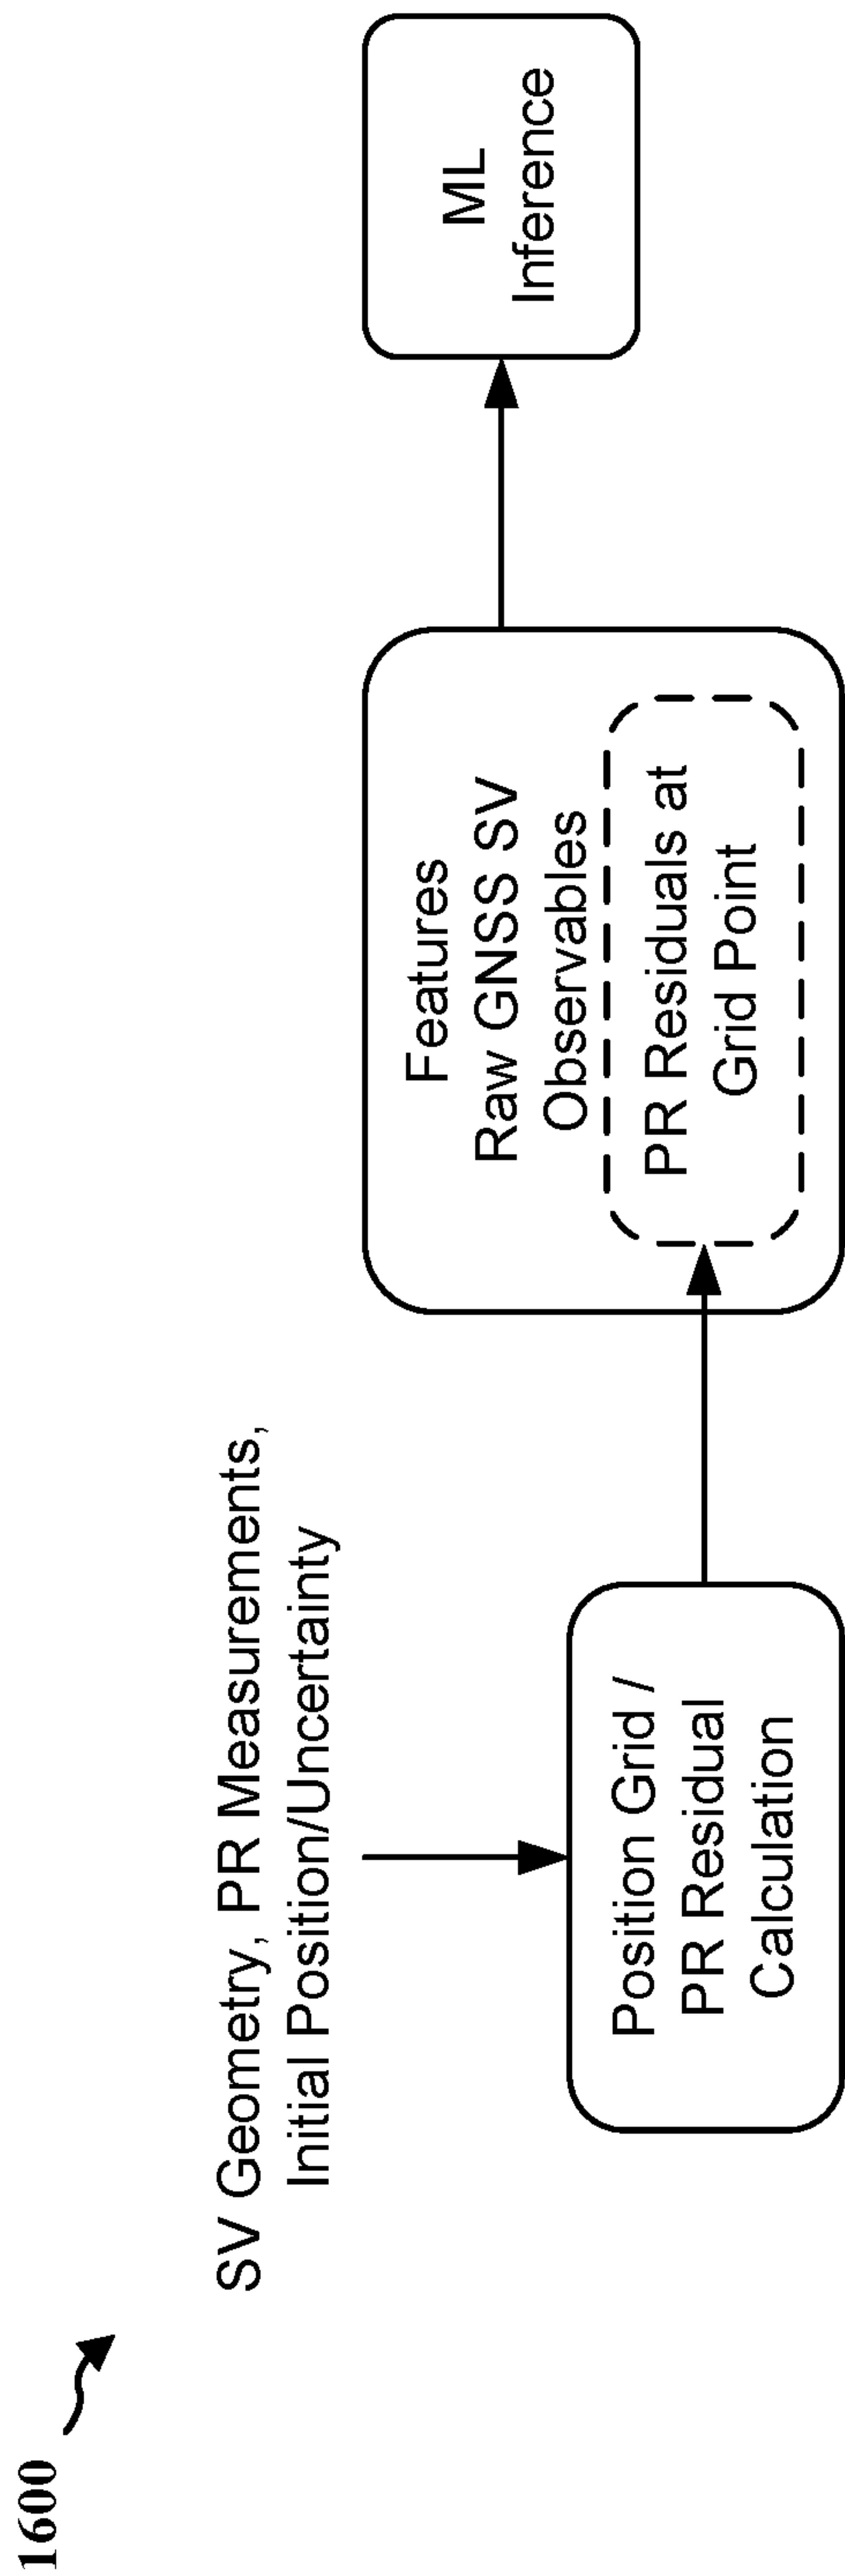 1600
SV Geometry, PR Measurements,
Initial Position/Uncertainty
Position Grid /
PR Residual
Calculation
Features
Raw GNSS SV
Observables
PR Residuals at
Grid Point
ML
Inference